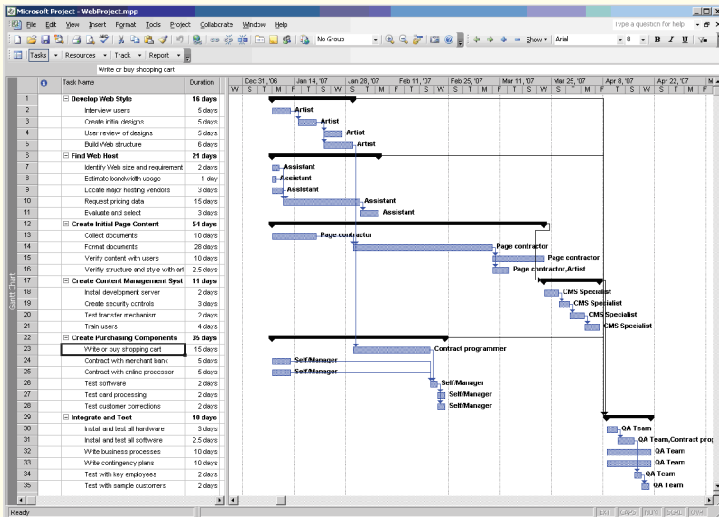 Microsoft Project - WebProject.mpp
File Edit View Insert Format Tools Project Collaborate Window Help Type a question for help
No Group Show Arial 8 B I U
Tasks Resources Track Report
Write or buy shopping cart
Task Name Duration Dec 31, '06 Jan 14, '07 Jan 28, '07 Feb 11, '07 Feb 25, '07 Mar 11, '07 Mar 25, '07 Apr 8, '07 Apr 22, '07
W S T M F T S W S T M F T S W S T M F T S W S T M F T S W S T M F
1 Develop Web Style 16 days
2 Interview users 5 days Artist
3 Create initial designs 5 days Artist
4 User review of designs 3 days Artist
5 Build Web structure 6 days Artist
6 Find Web Host 21 days
7 Identify Web size and requirement 2 days Assistant
8 Estimate bandwidth usage 1 day Assistant
9 Locate major hosting vendors 3 days Assistant
10 Request pricing data 15 days Assistant
11 Evaluate and select 3 days Assistant
12 Create Initial Page Content 54 days
13 Collect documents 10 days Page contractor
14 Format documents 28 days Page contractor
15 Verify content with users 10 days Page contractor
16 Verify structure and style with art 2.5 days Page contractor,Artist
17 Create Content Management Syst 11 days
18 Install development server 2 days CMS Specialist
19 Create security controls 3 days CMS Specialist
20 Test transfer mechanism 2 days CMS Specialist
21 Train users 4 days CMS Specialist
22 Create Purchasing Components 35 days
23 Write or buy shopping cart 15 days Contract programmer
24 Contract with merchant bank 5 days Self/Manager
25 Contract with online processor 5 days Self/Manager
26 Test software 2 days Self/Manager
27 Test card processing 2 days Self/Manager
28 Test customer corrections 2 days Self/Manager
29 Integrate and Test 10 days
30 Install and test all hardware 3 days QA Team
31 Install and test all software 2.5 days QA Team,Contract prog
32 Write business processes 10 days QA Team
33 Write contingency plans 10 days QA Team
34 Test with key employees 2 days QA Team
35 Test with sample customers 2 days QA Team
Gantt Chart
Ready EXT CAPS NUM SCRL OVR